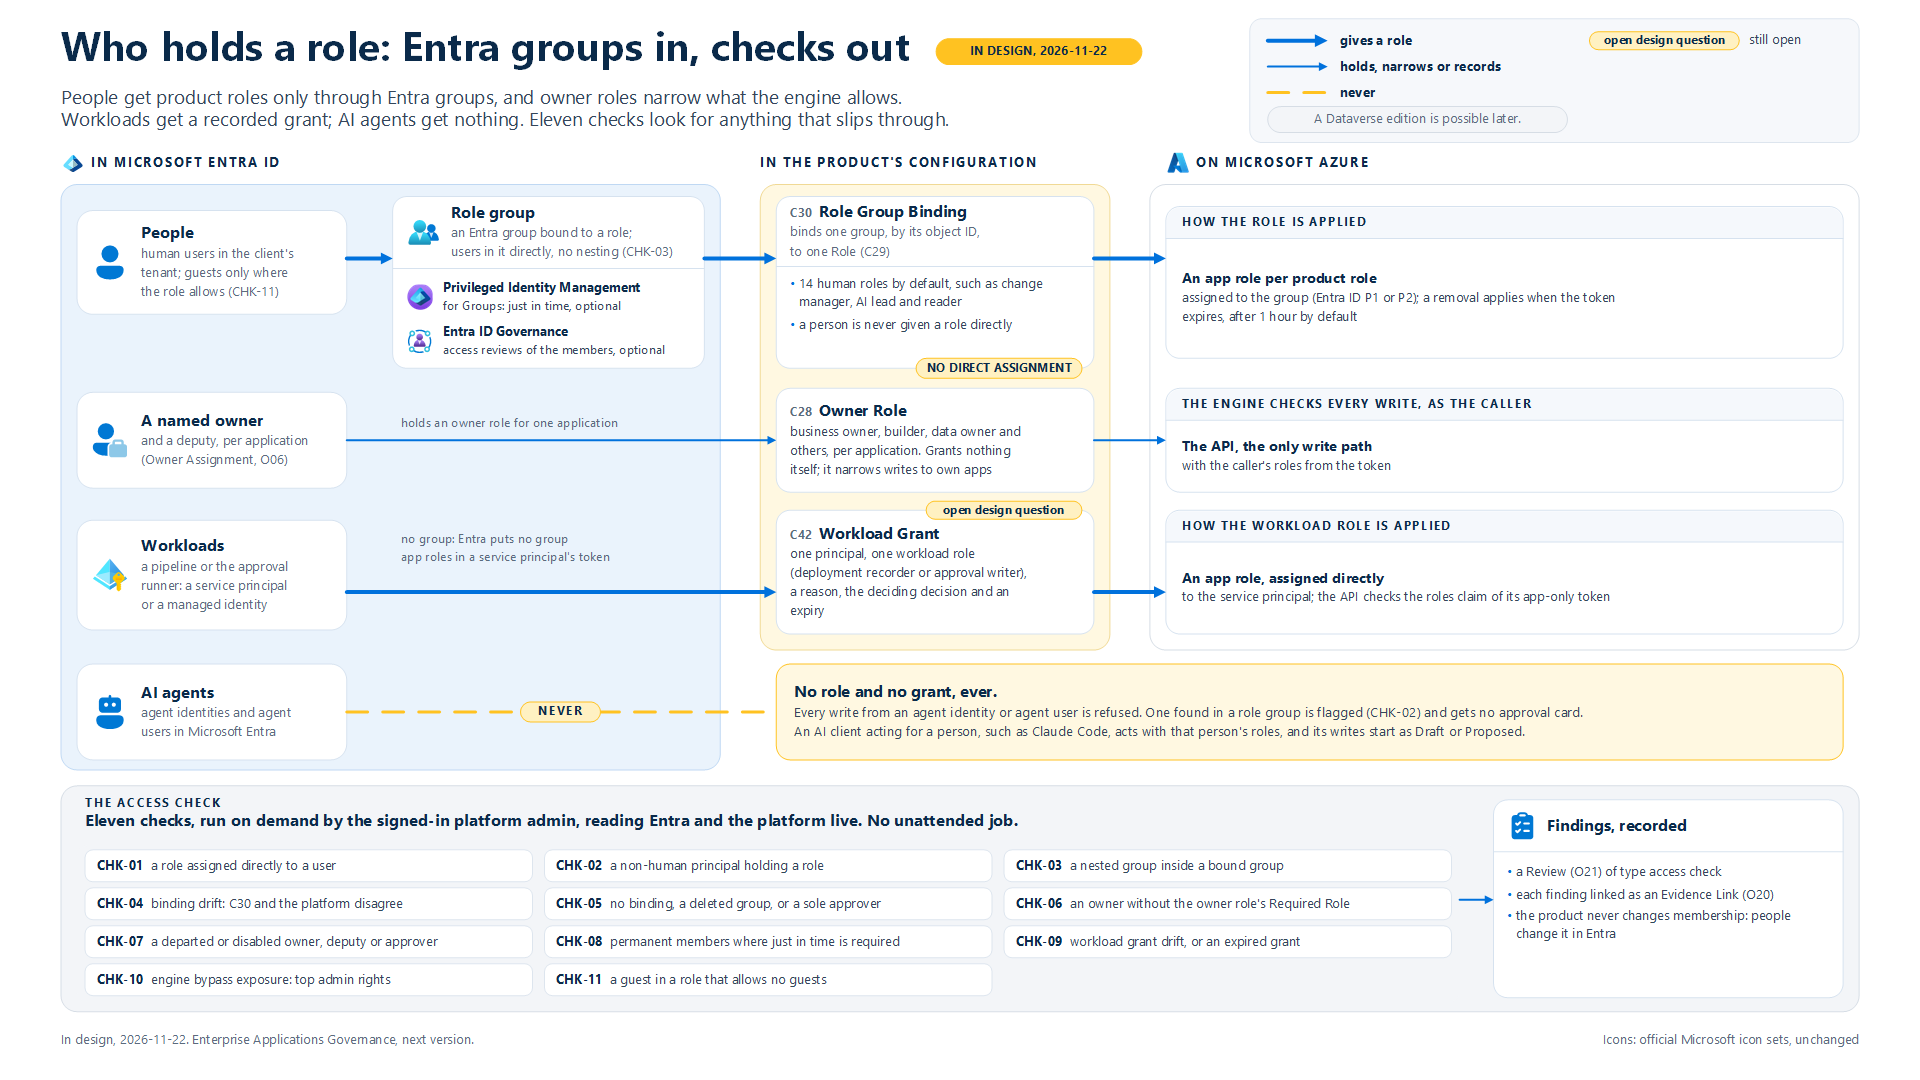 Who holds a role: Entra groups in, checks out
IN DESIGN, 2026-11-22
People get product roles only through Entra groups, and owner roles narrow what the engine allows.
Workloads get a recorded grant; AI agents get nothing. Eleven checks look for anything that slips through.
gives a role
open design question still open
holds, narrows or records
never
A Dataverse edition is possible later.
IN MICROSOFT ENTRA ID
People
human users in the client's
tenant; guests only where
the role allows (CHK-11)
Role group
an Entra group bound to a role;
users in it directly, no nesting (CHK-03)
Privileged Identity Management
for Groups: just in time, optional
Entra ID Governance
access reviews of the members, optional
A named owner
and a deputy, per application
(Owner Assignment, O06)
holds an owner role for one application
Workloads
a pipeline or the approval
runner: a service principal
or a managed identity
no group: Entra puts no group
app roles in a service principal's token
AI agents
agent identities and agent
users in Microsoft Entra
NEVER
IN THE PRODUCT'S CONFIGURATION
C30 Role Group Binding
binds one group, by its object ID,
to one Role (C29)
• 14 human roles by default, such as change
manager, AI lead and reader
• a person is never given a role directly
NO DIRECT ASSIGNMENT
C28 Owner Role
business owner, builder, data owner and
others, per application. Grants nothing
itself; it narrows writes to own apps
open design question
C42 Workload Grant
one principal, one workload role
(deployment recorder or approval writer),
a reason, the deciding decision and an
expiry
ON MICROSOFT AZURE
HOW THE ROLE IS APPLIED
An app role per product role
assigned to the group (Entra ID P1 or P2); a removal applies when the token
expires, after 1 hour by default
THE ENGINE CHECKS EVERY WRITE, AS THE CALLER
The API, the only write path
with the caller's roles from the token
HOW THE WORKLOAD ROLE IS APPLIED
An app role, assigned directly
to the service principal; the API checks the roles claim of its app-only token
No role and no grant, ever.
Every write from an agent identity or agent user is refused. One found in a role group is flagged (CHK-02) and gets no approval card.
An AI client acting for a person, such as Claude Code, acts with that person's roles, and its writes start as Draft or Proposed.
THE ACCESS CHECK
Eleven checks, run on demand by the signed-in platform admin, reading Entra and the platform live. No unattended job.
CHK-01 a role assigned directly to a user
CHK-02 a non-human principal holding a role
CHK-03 a nested group inside a bound group
CHK-04 binding drift: C30 and the platform disagree
CHK-05 no binding, a deleted group, or a sole approver
CHK-06 an owner without the owner role's Required Role
CHK-07 a departed or disabled owner, deputy or approver
CHK-08 permanent members where just in time is required
CHK-09 workload grant drift, or an expired grant
CHK-10 engine bypass exposure: top admin rights
CHK-11 a guest in a role that allows no guests
Findings, recorded
• a Review (O21) of type access check
• each finding linked as an Evidence Link (O20)
• the product never changes membership: people
change it in Entra
In design, 2026-11-22. Enterprise Applications Governance, next version.
Icons: official Microsoft icon sets, unchanged